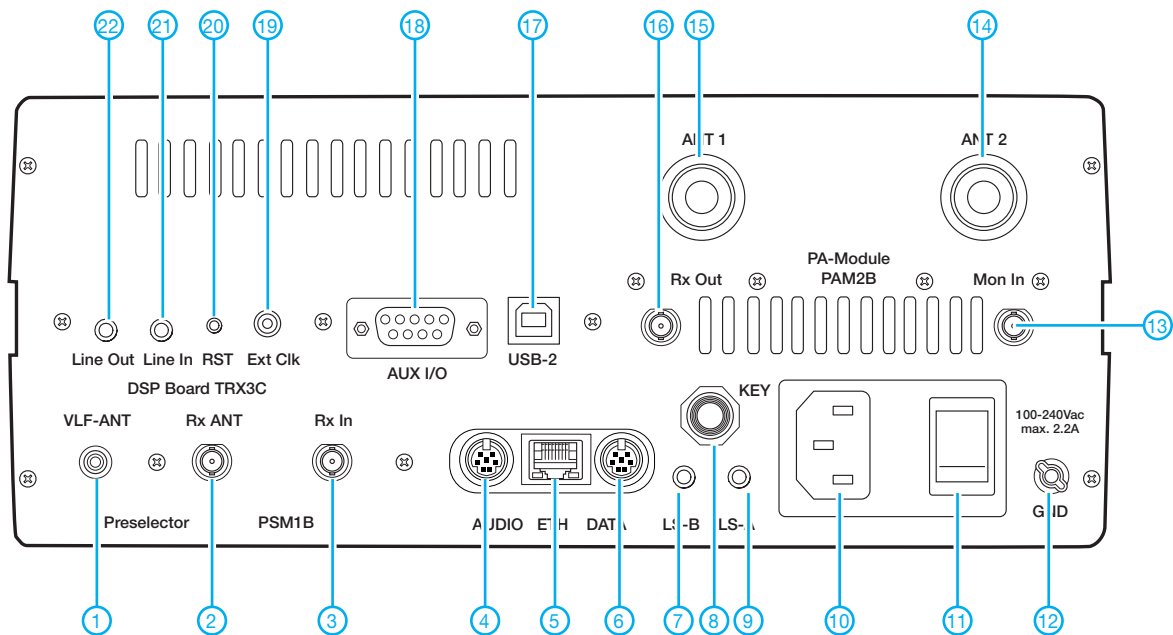 22 21 20 19 18 17 16 15 14
ANT 1 ANT 2
PA-Module
PAM2B
Rx Out Mon In
13
Line Out Line In RST Ext Clk
AUX I/O
USB-2
DSP Board TRX3C
KEY
VLF-ANT Rx ANT Rx In
100-240Vac
max. 2.2A
GND
Preselector PSM1B
AUDIO ETH DATA LS-B LS-A
1 2 3 4 5 6 7 8 9 10 11 12